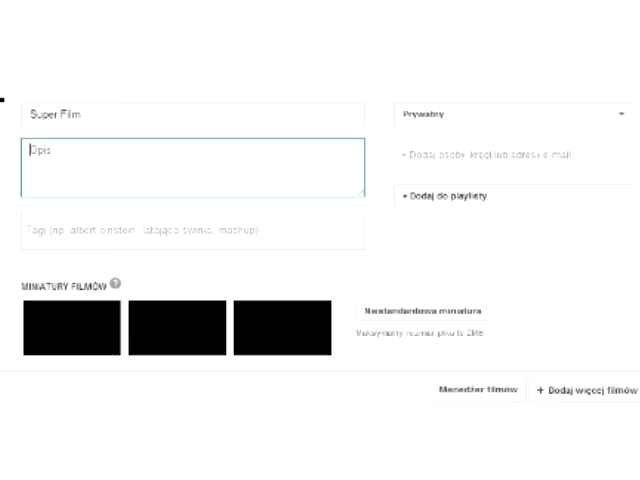 Super Film
Prywatny
Opis
+ Dodaj osoby, kręgi lub adresy e-mail
+ Dodaj do playlisty
Tagi (np. albert einstein, latająca świnia, mashup)
MINIATURY FILMÓW ?
Niestandardowa miniatura
Maksymalny rozmiar pliku to 2MB.
Menedżer filmów
+ Dodaj więcej filmów